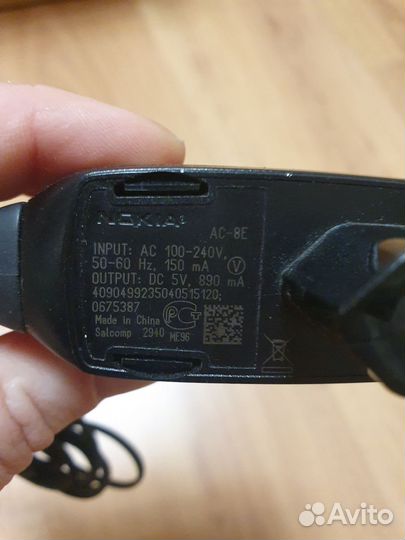 NOKIA
AC-8E
INPUT: AC 100-240V
50-60 Hz, 150 mA
V
OUTPUT: DC 5V, 890 mA
4090499235040515120;
0675387
Made in China
Salcomp 2940
ME96
Avito